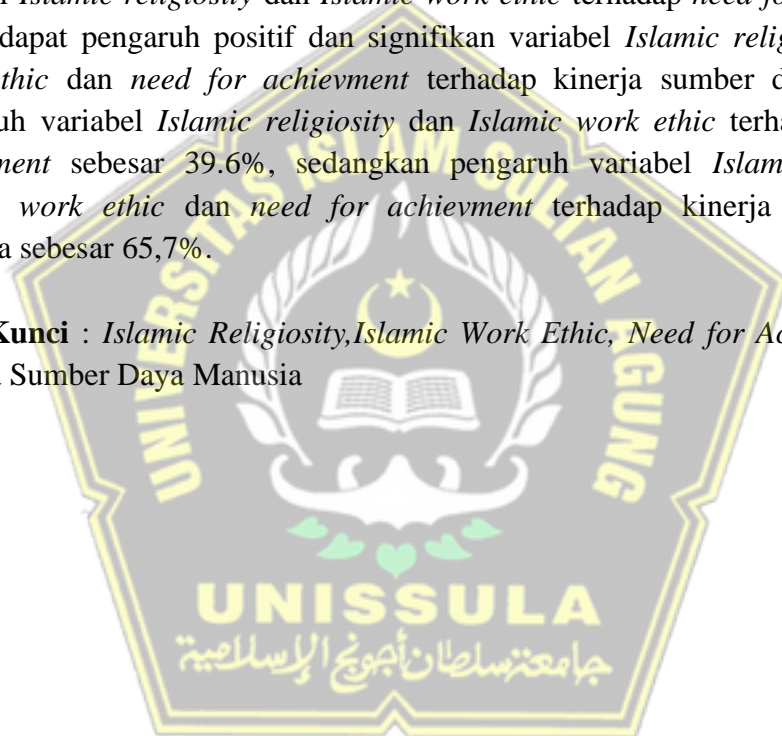 Islamic religiosity dan Islamic work ethic terhadap need fo
dapat pengaruh positif dan signifikan variabel Islamic relig
thic dan need for achievment terhadap kinerja sumber d
uh variabel Islamic religiosity dan Islamic work ethic terha
ment sebesar 39.6%, sedangkan pengaruh variabel Islam
work ethic dan need for achievment terhadap kinerja
a sebesar 65,7%.
Kunci : Islamic Religiosity,Islamic Work Ethic, Need for Ac
Sumber Daya Manusia
UNIVERSITAS ISLAM SULTAN AGUNG
UNISSULA
جامعتنسلطان أجونج الإسلامية